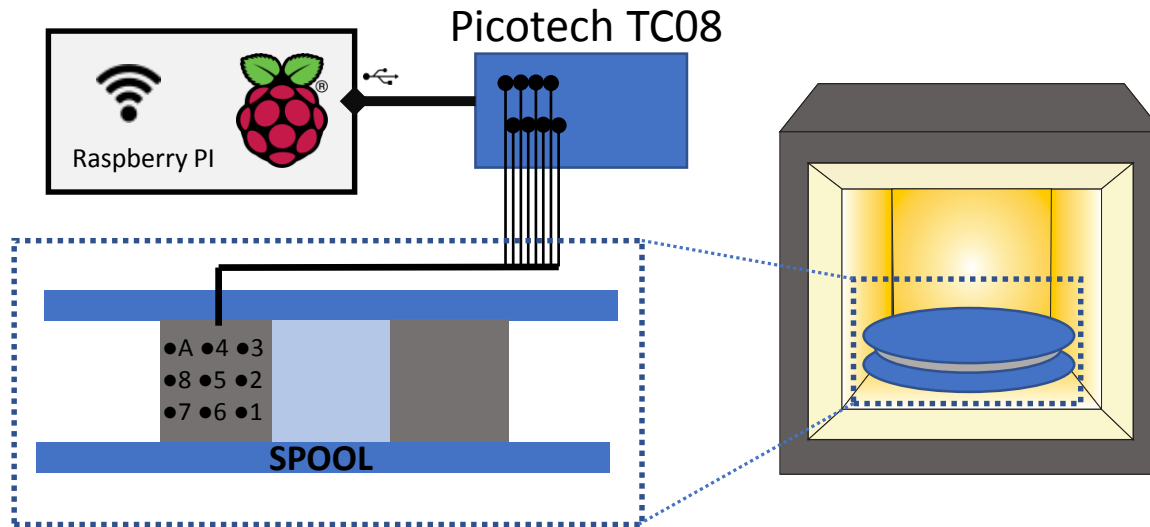 Picotech TC08
®
Raspberry PI
●A ●4 ●3
●8 ●5 ●2
●7 ●6 ●1
SPOOL